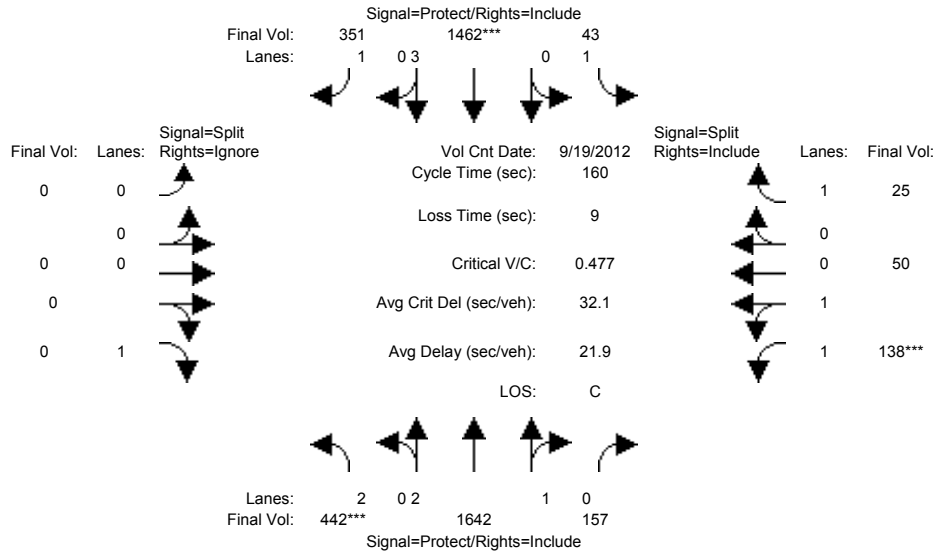 Signal=Protect/Rights=Include
Final Vol: 351 1462*** 43
Lanes: 1 0 3 0 1
Signal=Split Signal=Split
Final Vol: Lanes: Rights=Ignore Vol Cnt Date: 9/19/2012 Rights=Include Lanes: Final Vol:
Cycle Time (sec): 160
0 0 1 25
Loss Time (sec): 9
0 0
0 0 Critical V/C: 0.477 0 50
0 Avg Crit Del (sec/veh): 32.1 1
0 1 Avg Delay (sec/veh): 21.9 1 138***
LOS: C
Lanes: 2 0 2 1 0
Final Vol: 442*** 1642 157
Signal=Protect/Rights=Include